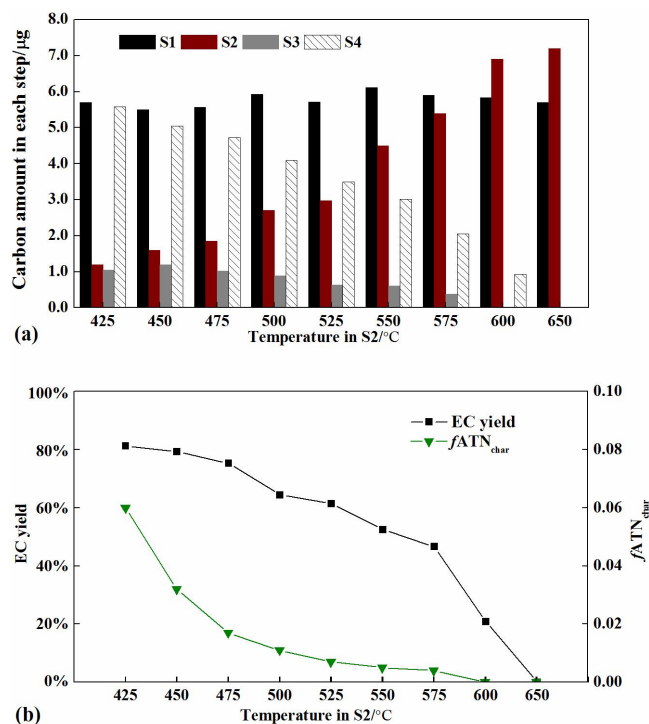 8.0
7.0
6.0
5.0
4.0
3.0
2.0
1.0
0.0
Carbon amount in each step/μg
S1 S2 S3 S4
425 450 475 500 525 550 575 600 650
Temperature in S2/°C
(a)
100%
80%
60%
40%
20%
0%
EC yield
EC yield
fATNchar
0.10
0.08
0.06
0.04
0.02
0.00
fATNchar
425 450 475 500 525 550 575 600 650
Temperature in S2/°C
(b)